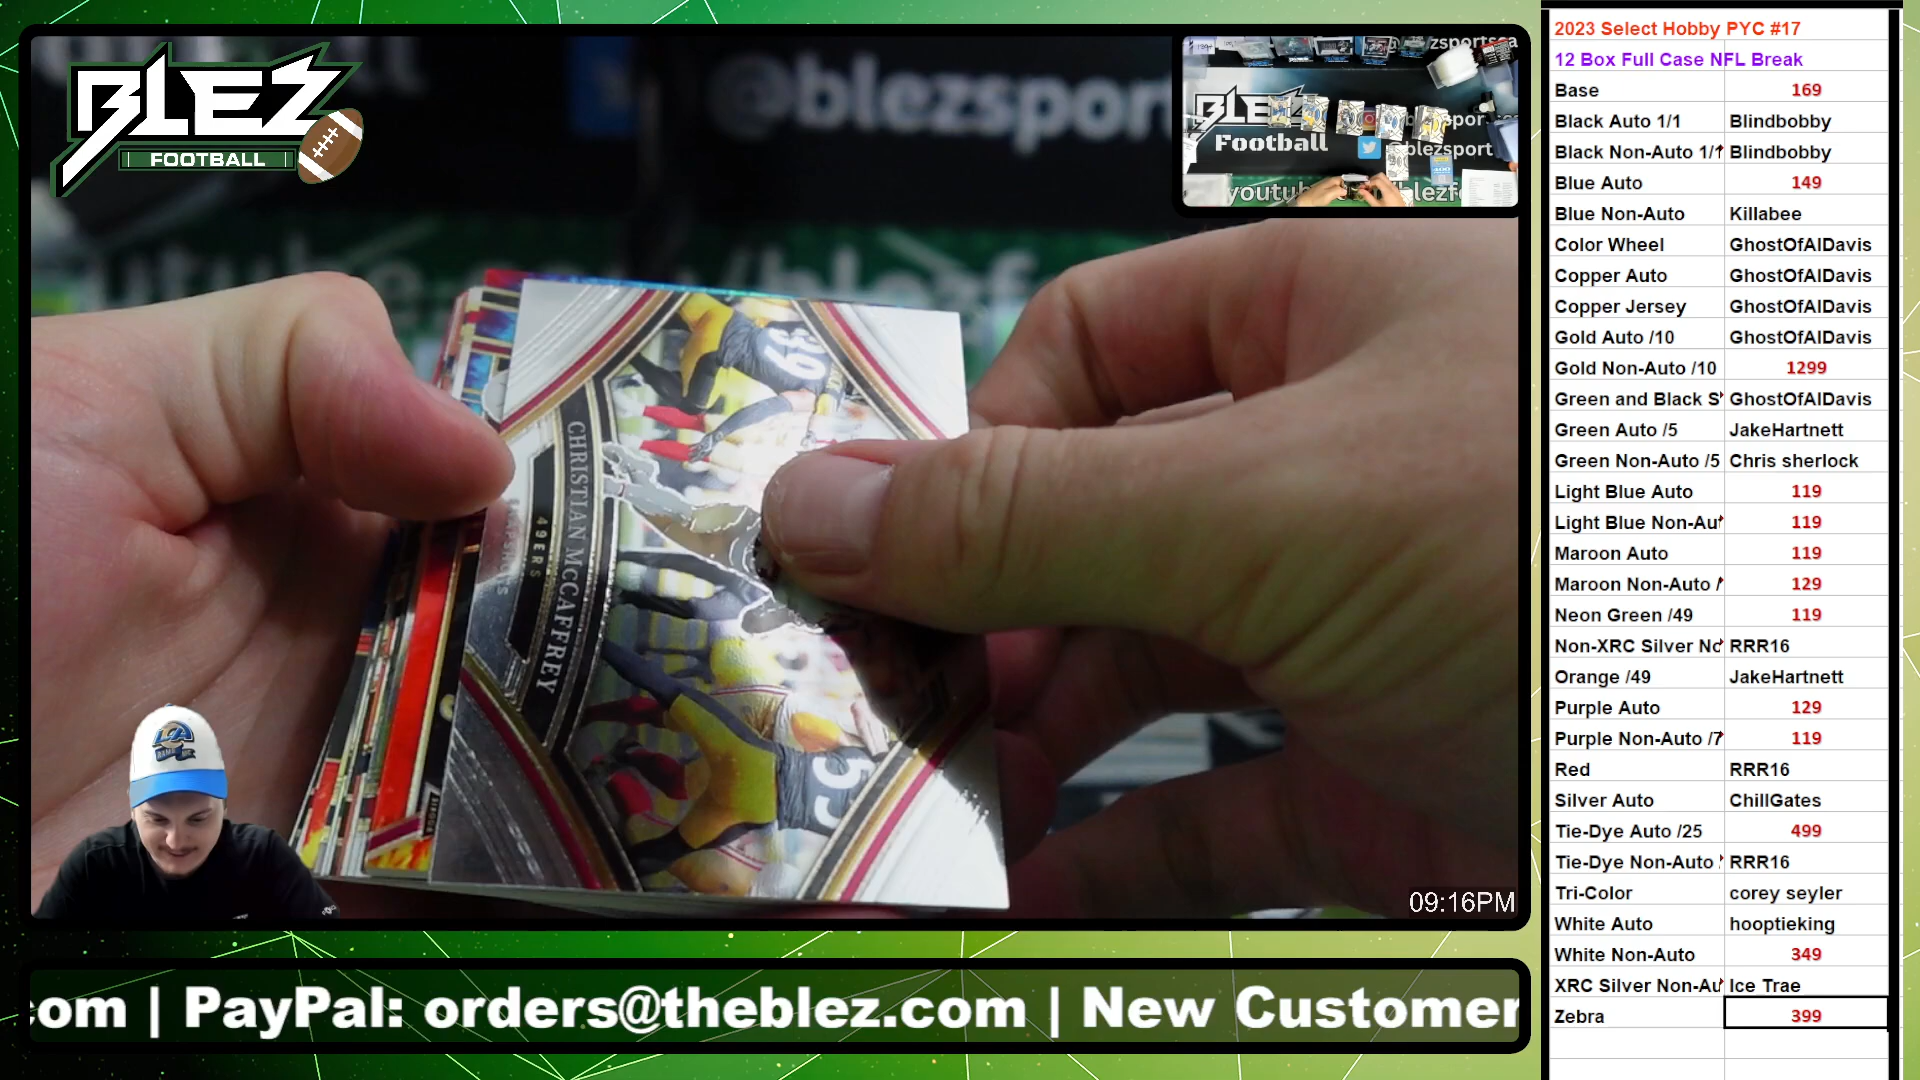 BLEZ
FOOTBALL
@blezspor
CHRISTIAN MCCAFFREY
49ERS
39
55
BLEZ
Football
@blezsport
09:16PM
com | PayPal: orders@theblez.com | New Customer
2023 Select Hobby PYC #17
12 Box Full Case NFL Break
Base 169
Black Auto 1/1 Blindbobby
Black Non-Auto 1/1 Blindbobby
Blue Auto 149
Blue Non-Auto Killabee
Color Wheel GhostOfAlDavis
Copper Auto GhostOfAlDavis
Copper Jersey GhostOfAlDavis
Gold Auto /10 GhostOfAlDavis
Gold Non-Auto /10 1299
Green and Black S GhostOfAlDavis
Green Auto /5 JakeHartnett
Green Non-Auto /5 Chris sherlock
Light Blue Auto 119
Light Blue Non-Au 119
Maroon Auto 119
Maroon Non-Auto / 129
Neon Green /49 119
Non-XRC Silver No RRR16
Orange /49 JakeHartnett
Purple Auto 129
Purple Non-Auto /7 119
Red RRR16
Silver Auto ChillGates
Tie-Dye Auto /25 499
Tie-Dye Non-Auto RRR16
Tri-Color corey seyler
White Auto hooptieking
White Non-Auto 349
XRC Silver Non-Au Ice Trae
Zebra 399